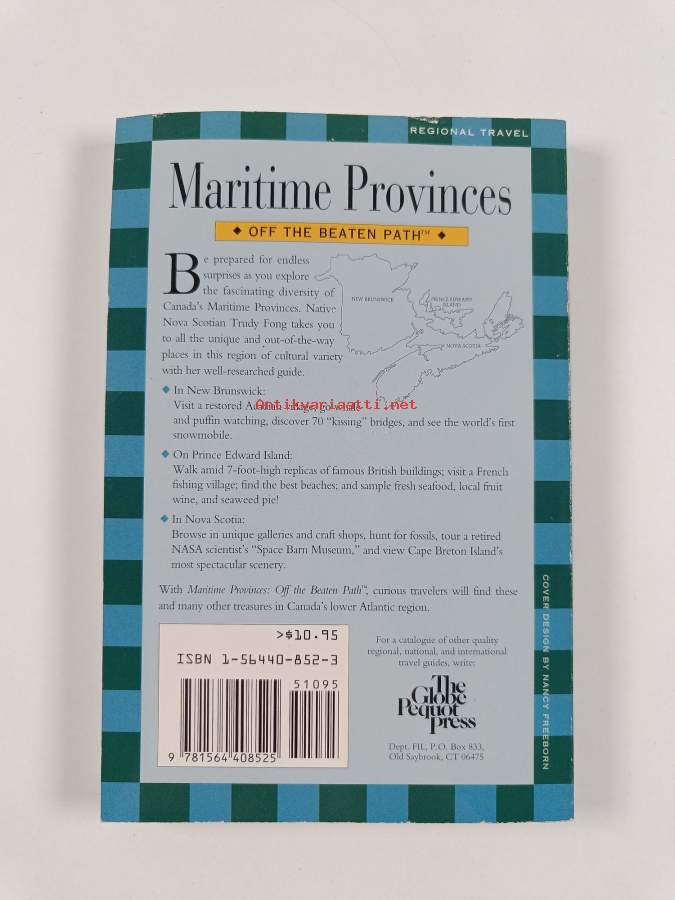 REGIONAL TRAVEL
Maritime Provinces
OFF THE BEATEN PATH™
Be prepared for endless
surprises as you explore
the fascinating diversity of
Canada's Maritime Provinces. Native
Nova Scotian Trudy Fong takes you
to all the unique and out-of-the-way
places in this region of cultural variety
with her well-researched guide.
NEW BRUNSWICK
PRINCE EDWARD
ISLAND
NOVA SCOTIA
In New Brunswick:
Visit a restored
Antikvariaatti.net
and puffin watching, discover 70 “kissing” bridges, and see the world's first
snowmobile.
On Prince Edward Island:
Walk amid 7-foot-high replicas of famous British buildings; visit a French
fishing village; find the best beaches; and sample fresh seafood, local fruit
wine, and seaweed pie!
In Nova Scotia:
Browse in unique galleries and craft shops, hunt for fossils, tour a retired
NASA scientist's “Space Barn Museum,” and view Cape Breton Island's
most spectacular scenery.
With Maritime Provinces: Off the Beaten Path™, curious travelers will find these
and many other treasures in Canada's lower Atlantic region.
>$10.95
ISBN 1-56440-852-3
51095
9 781564 408525
For a catalogue of other quality
regional, national, and international
travel guides, write:
The
Globe
Pequot
Press
Dept. FIL, P.O. Box 833,
Old Saybrook, CT 06475
COVER DESIGN BY NANCY FREEBORN